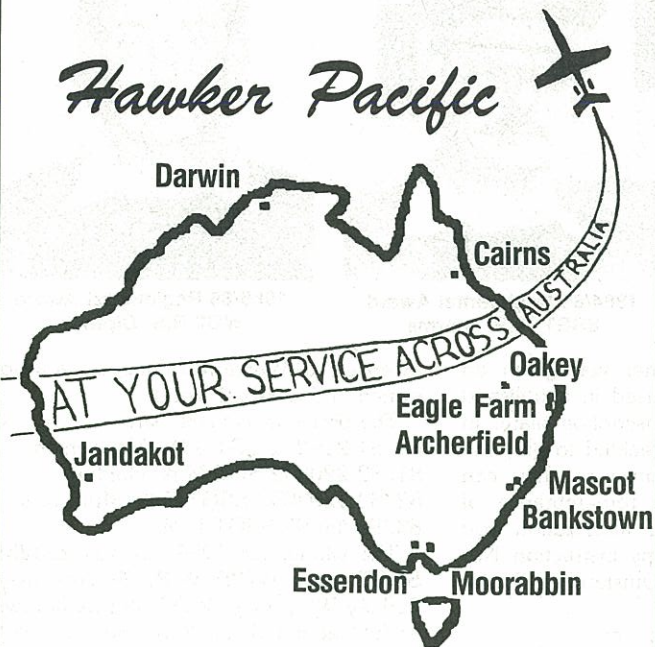 Hawker Pacific
Darwin
Cairns
AT YOUR SERVICE ACROSS AUSTRALIA
Oakey
Eagle Farm
Archerfield
Jandakot
Mascot
Bankstown
Essendon Moorabbin